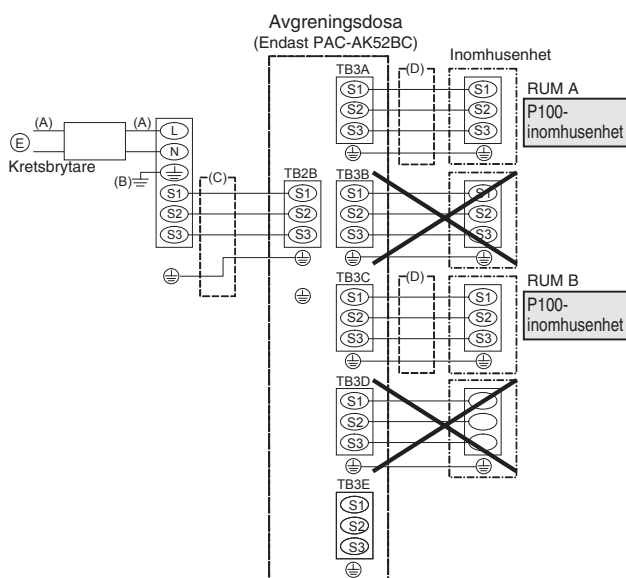 Avgreningsdosa
(Endast PAC-AK52BC)
Inomhusenhet
TB3A
(D)
S1
S1
RUM A
S2
S2
P100-
inomhusenhet
S3
S3
(A)
(A)
L
E
N
Kretsbrytare
(B)
(C)
TB2B
TB3B
S1
S1
S1
S1
S2
S2
S2
S2
S3
S3
S3
S3
TB3C
(D)
RUM B
S1
S1
P100-
inomhusenhet
S2
S2
S3
S3
TB3D
S1
S2
S3
TB3E
S1
S2
S3